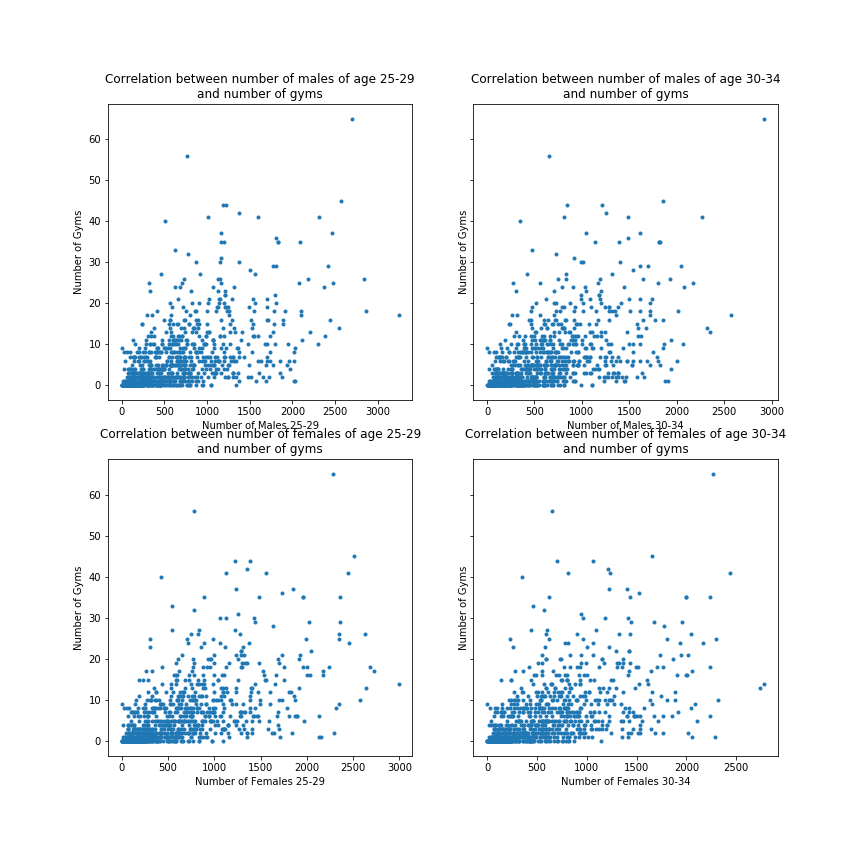 Correlation between number of males of age 25-29
and number of gyms
Number of Gyms
60
50
40
30
20
10
0
0 500 1000 1500 2000 2500 3000
Number of Males 25-29
Correlation between number of males of age 30-34
and number of gyms
Number of Gyms
0 500 1000 1500 2000 2500 3000
Number of Males 30-34
Correlation between number of females of age 25-29
and number of gyms
Number of Gyms
60
50
40
30
20
10
0
0 500 1000 1500 2000 2500 3000
Number of Females 25-29
Correlation between number of females of age 30-34
and number of gyms
Number of Gyms
0 500 1000 1500 2000 2500
Number of Females 30-34